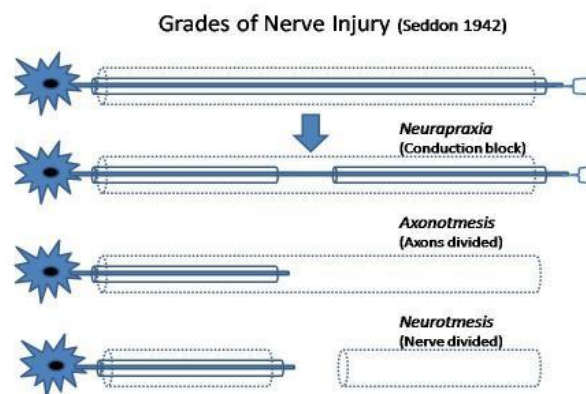 Grades of Nerve Injury (Seddon 1942)
Neurapraxia
(Conduction block)
Axonotmesis
(Axons divided)
Neurotmesis
(Nerve divided)